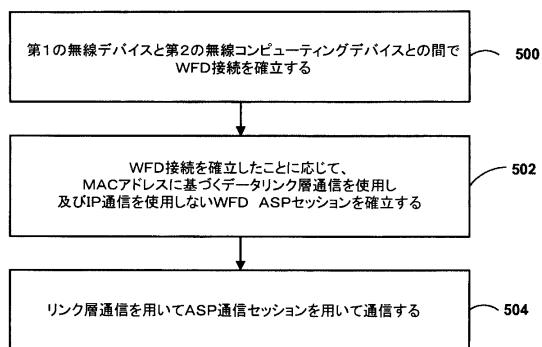 第1の無線デバイスと第2の無線コンピューティングデバイスとの間で
WFD接続を確立する
500
WFD接続を確立したことに応じて、
MACアドレスに基づくデータリンク層通信を使用し
及びIP通信を使用しないWFD ASPセッションを確立する
502
リンク層通信を用いてASP通信セッションを用いて通信する
504